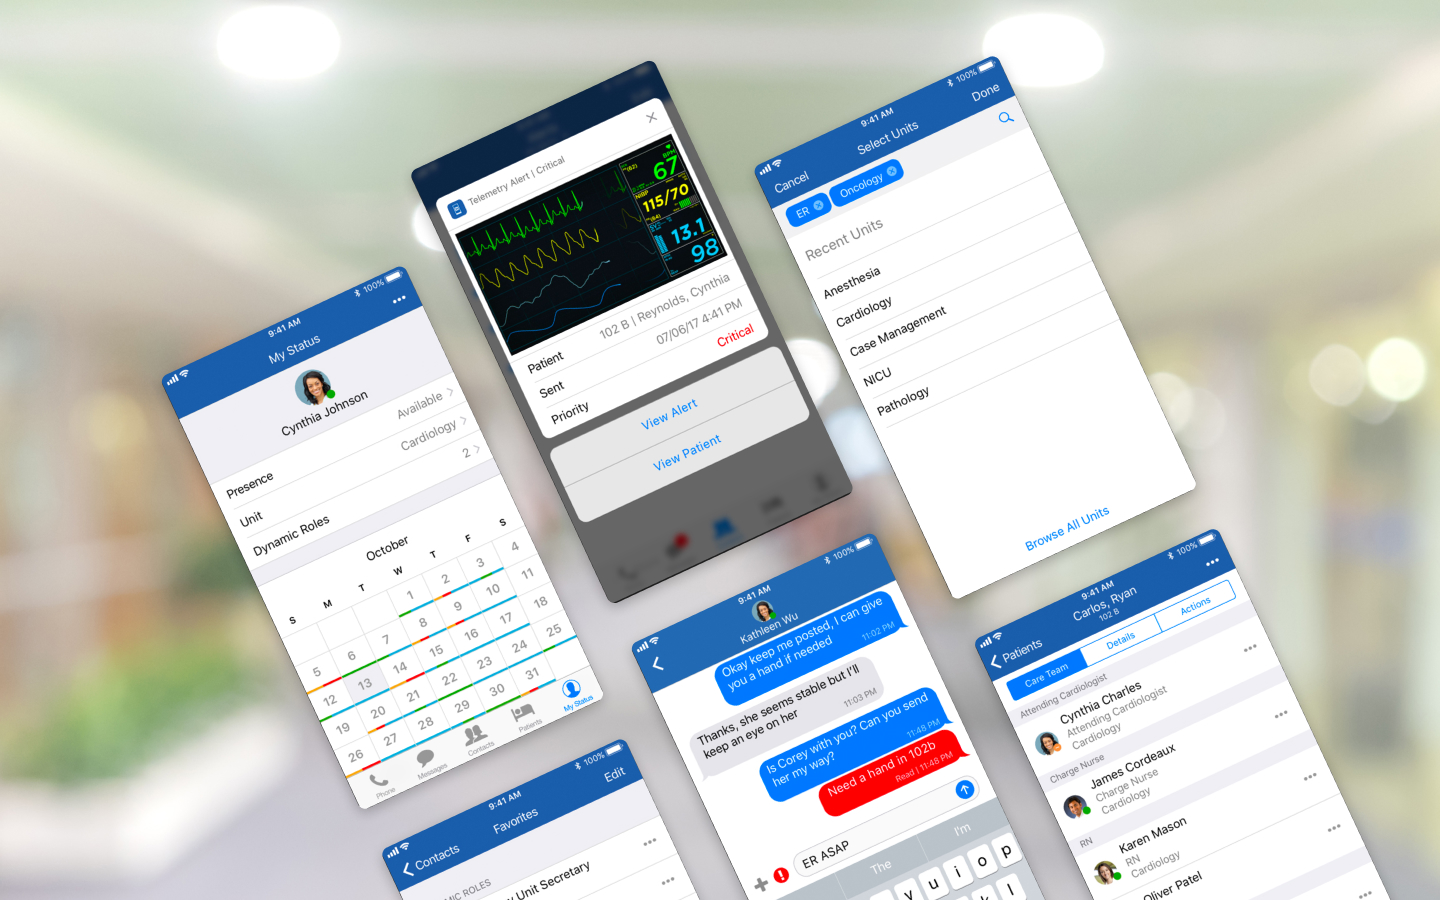 9:41 AM
100%
My Status
Cynthia Johnson
Presence
Available
Unit
Cardiology
Dynamic Roles
2
October
S M T W T F S
1 2 3 4
5 6 7 8 9 10 11
12 13 14 15 16 17 18
19 20 21 22 23 24 25
26 27 28 29 30 31
Phone
Messages
Contacts
Patients
My Status
Telemetry Alert | Critical
BPM
67
NIBP
115/70
13.1
98
Patient
102 B | Reynolds, Cynthia
Sent
07/06/17 4:41 PM
Priority
Critical
View Alert
View Patient
9:41 AM
100%
Cancel
Select Units
Done
ER
Oncology
Recent Units
Anesthesia
Cardiology
Case Management
NICU
Pathology
Browse All Units
9:41 AM
100%
Contacts
Favorites
Edit
MIC ROLES
y Unit Secretary
9:41 AM
100%
Kathleen Wu
Okay keep me posted, I can give
you a hand if needed
11:02 PM
Thanks, she seems stable but I'll
keep an eye on her
11:03 PM
Is Corey with you? Can you send
her my way?
11:48 PM
Need a hand in 102b
Read | 11:48 PM
ER ASAP
The
I'm
y u i o p
k l
9:41 AM
100%
Patients
Carlos, Ryan
102 B
Care Team
Details
Actions
Attending Cardiologist
Cynthia Charles
Attending Cardiologist
Cardiology
Charge Nurse
James Cordeaux
Charge Nurse
Cardiology
RN
Karen Mason
RN
Cardiology
Oliver Patel